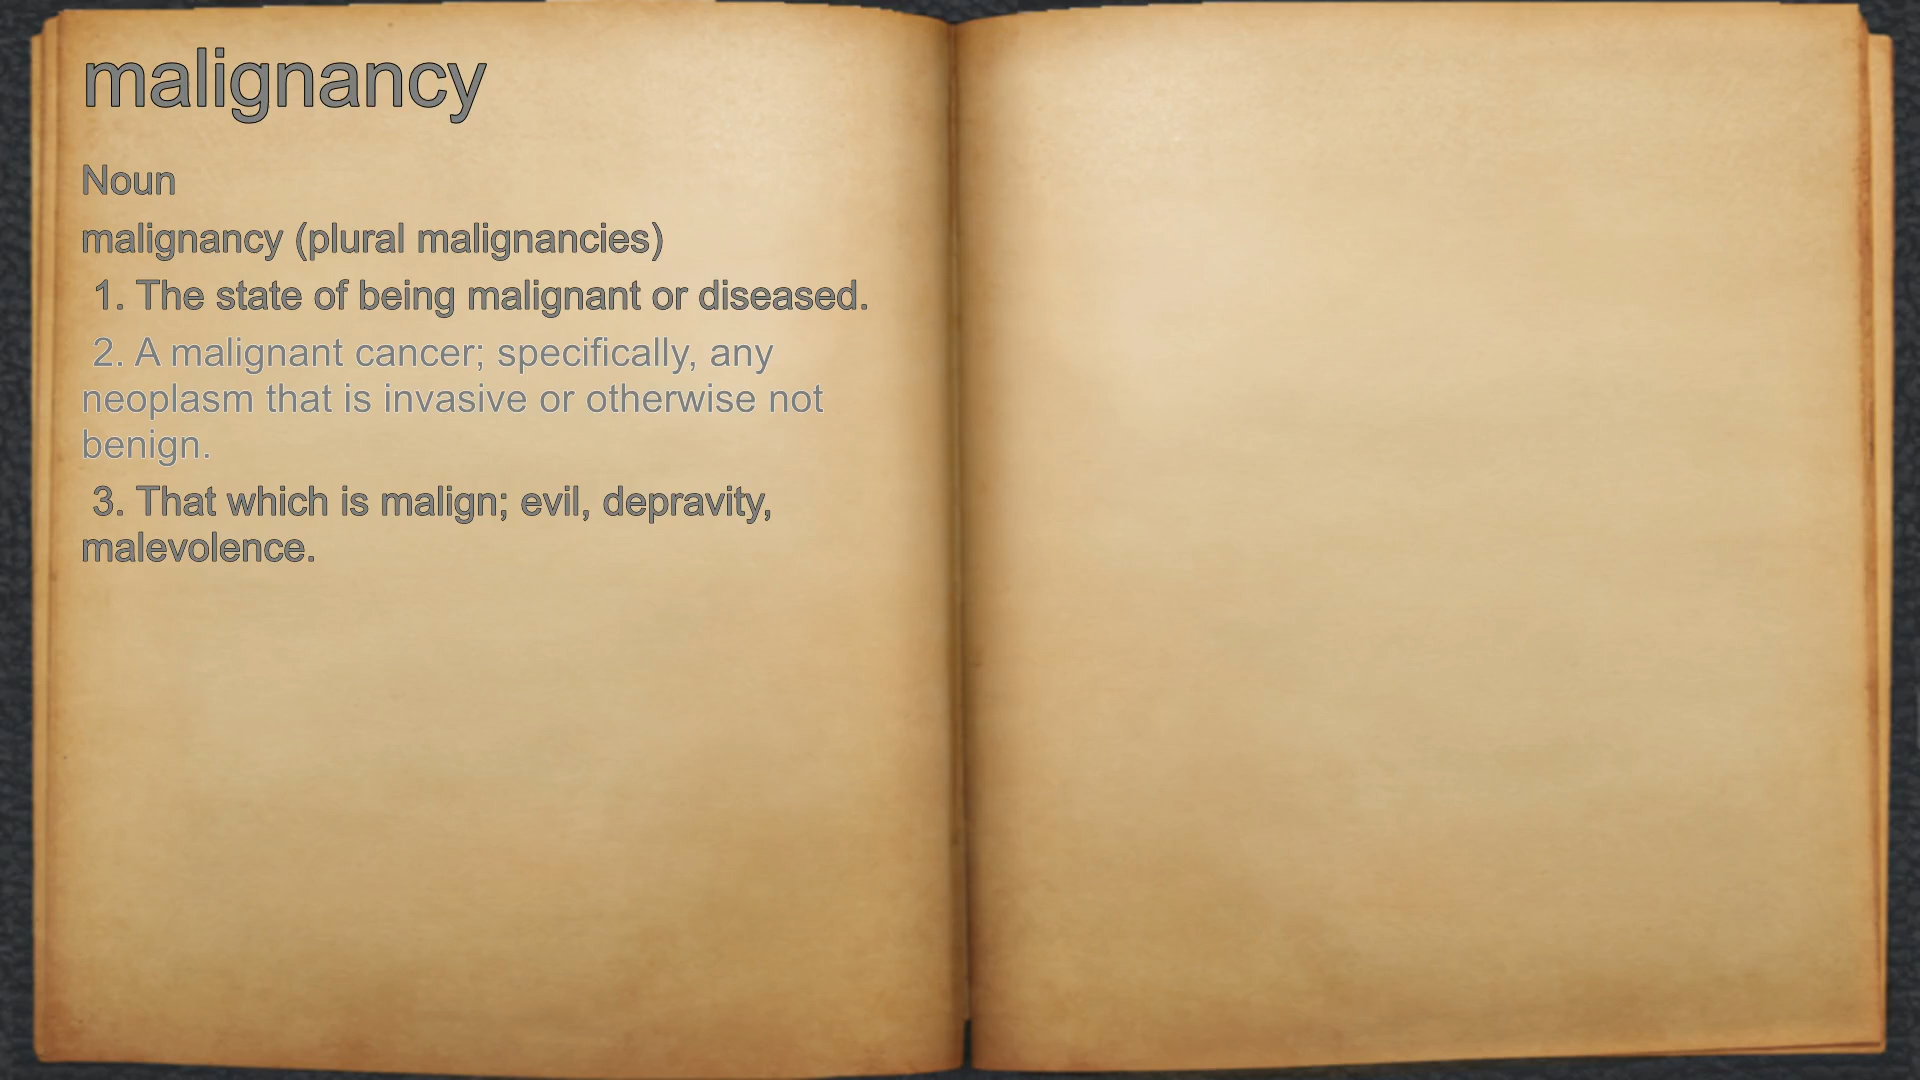 malignancy
Noun
malignancy (plural malignancies)
1. The state of being malignant or diseased.
2. A malignant cancer; specifically, any
neoplasm that is invasive or otherwise not
benign.
3. That which is malign; evil, depravity,
malevolence.